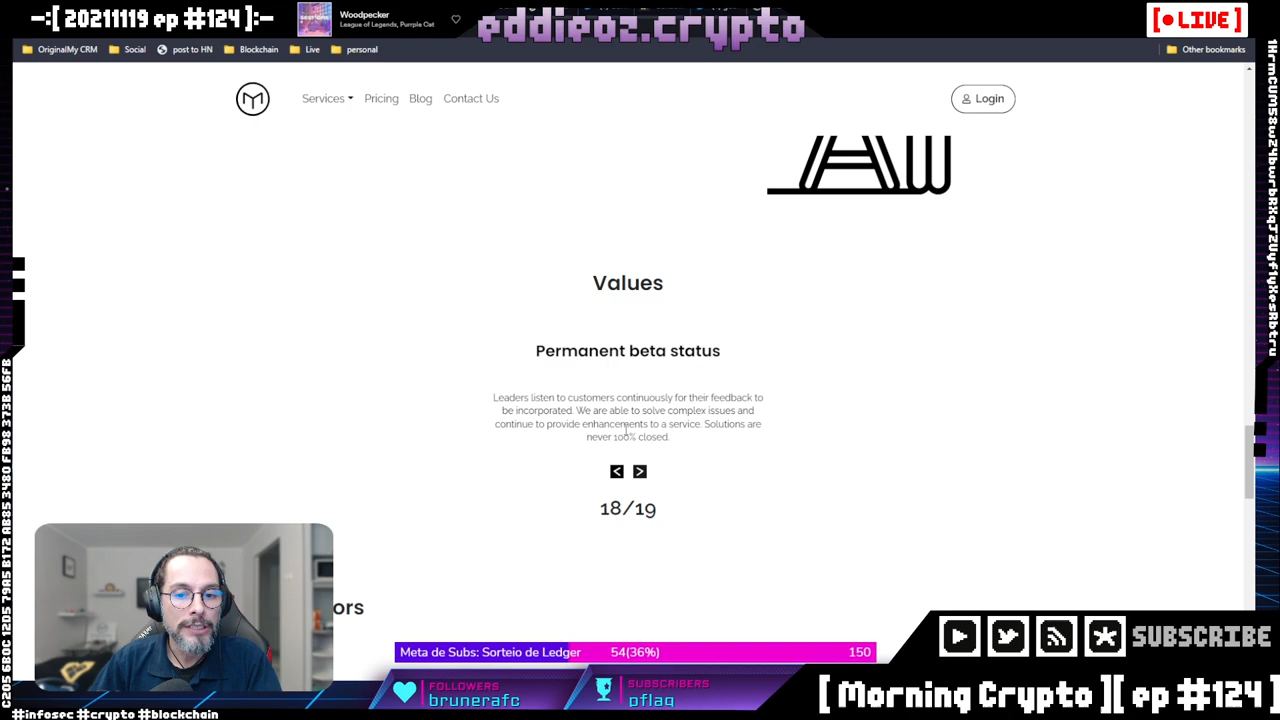 -:[ 20211119 ep #124 ]:-
Woodpecker
League of Legends, Purple Cat
eddieoz.crypto
[ • LIVE ]
OriginalMy CRM
Social
post to HN
Blockchain
Live
personal
Other bookmarks
Services
Pricing
Blog
Contact Us
Login
Values
Permanent beta status
Leaders listen to customers continuously for their feedback to
be incorporated. We are able to solve complex issues and
continue to provide enhancements to a service. Solutions are
never 100% closed.
< >
18/19
ors
Meta de Subs: Sorteio de Ledger
54(36%)
150
FOLLOWERS
brunerafc
SUBSCRIBERS
pflag
SUBSCRIBE
[ Morning Crypto ][ ep #124 ]
#infosec #crypto #blockchain